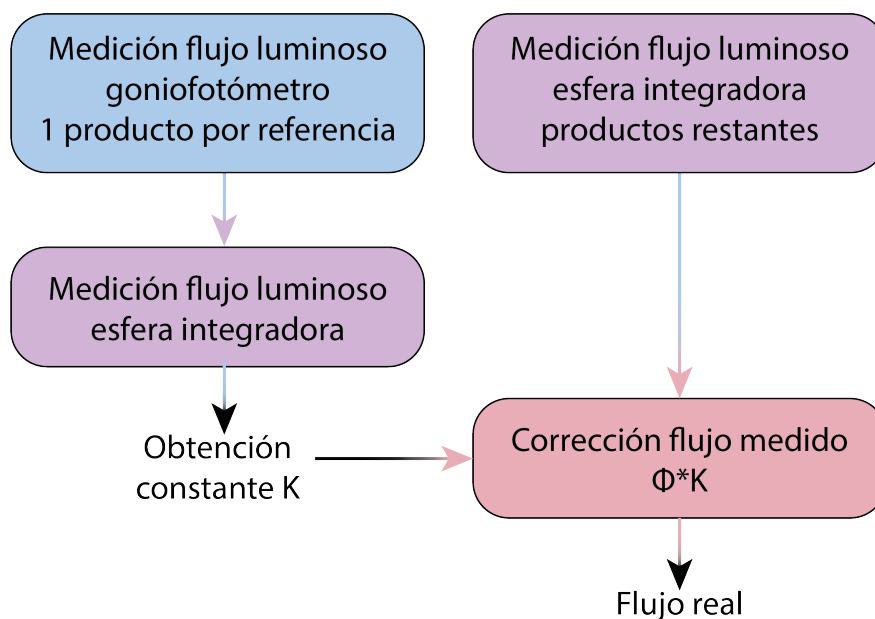 Medición flujo luminoso
goniofotómetro
1 producto por referencia
Medición flujo luminoso
esfera integradora
productos restantes
Medición flujo luminoso
esfera integradora
Obtención
constante K
Corrección flujo medido
Φ*K
Flujo real